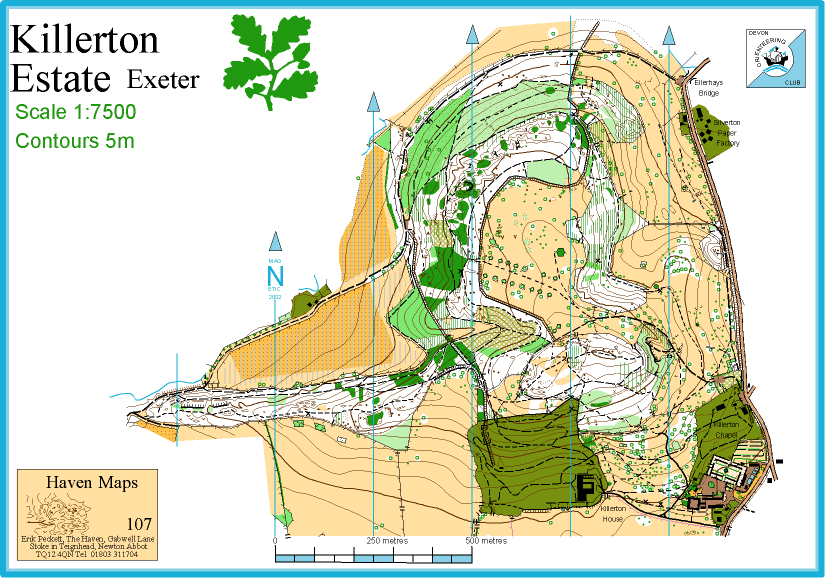 Killerton
Estate Exeter
Scale 1:7500
Contours 5m
DEVON
ORIENTEERING
CLUB
Ellerhays
Bridge
Silverton
Paper
Factory
MAG
N
ETIC
2002
Killerton
Chapel
Killerton
House
Haven Maps
107
Erik Peckett, The Haven, Gabwell Lane
Stoke in Teignhead, Newton Abbot
TQ12 4QN Tel 01803 311704
0 250 metres 500 metres